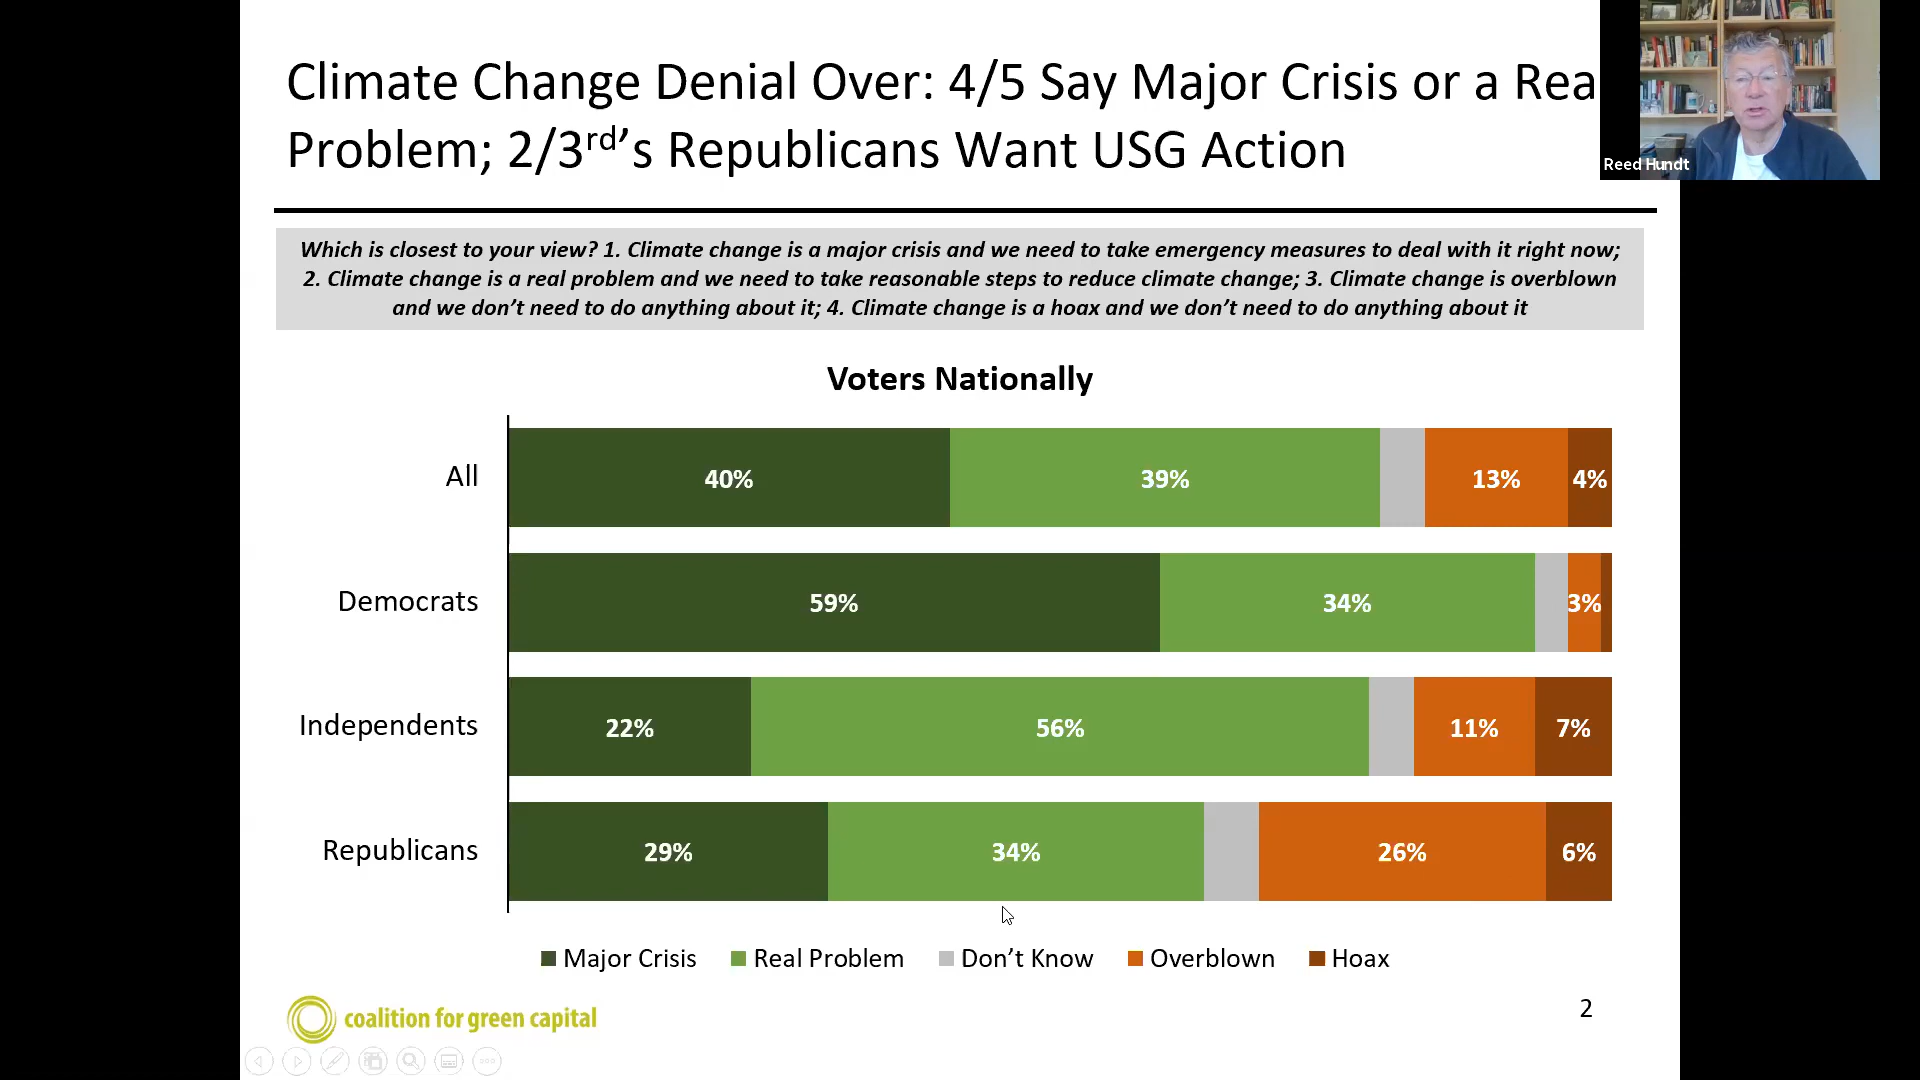 Climate Change Denial Over: 4/5 Say Major Crisis or a Rea
Problem; 2/3rd’s Republicans Want USG Action
Reed Hundt
Which is closest to your view? 1. Climate change is a major crisis and we need to take emergency measures to deal with it right now;
2. Climate change is a real problem and we need to take reasonable steps to reduce climate change; 3. Climate change is overblown
and we don’t need to do anything about it; 4. Climate change is a hoax and we don’t need to do anything about it
Voters Nationally
All 40% 39% 13% 4%
Democrats 59% 34% 3%
Independents 22% 56% 11% 7%
Republicans 29% 34% 26% 6%
Major Crisis Real Problem Don’t Know Overblown Hoax
coalition for green capital
2